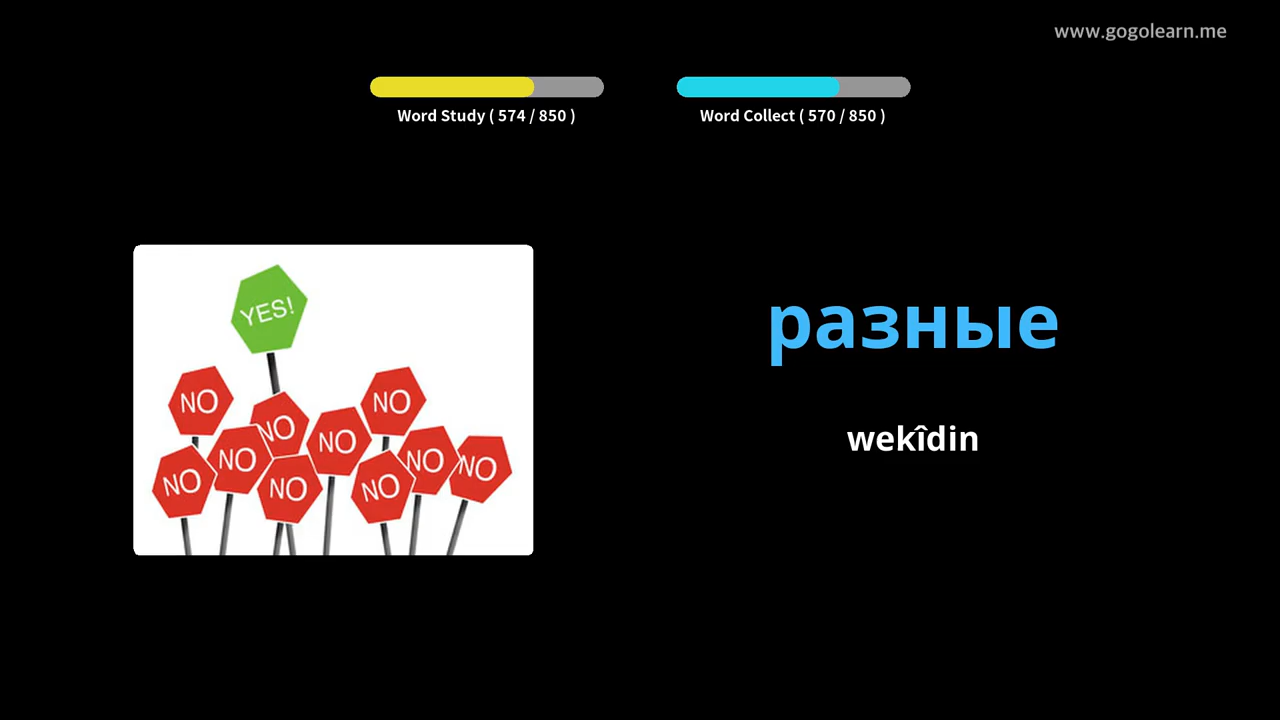 www.gogolearn.me
Word Study ( 574 / 850 )
Word Collect ( 570 / 850 )
YES!
NO
NO
NO
NO
NO
NO
NO
NO
NO
NO
разные
wekîdin